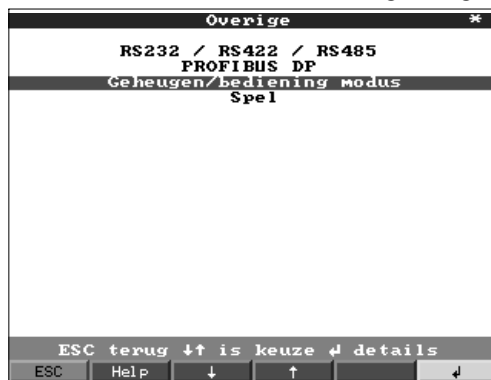 Overige *
RS232 / RS422 / RS485
PROFIBUS DP
Geheugen/bediening modus
Spel
ESC terug ↓↑ is keuze ↲ details
ESC Help ↓ ↑ ↲